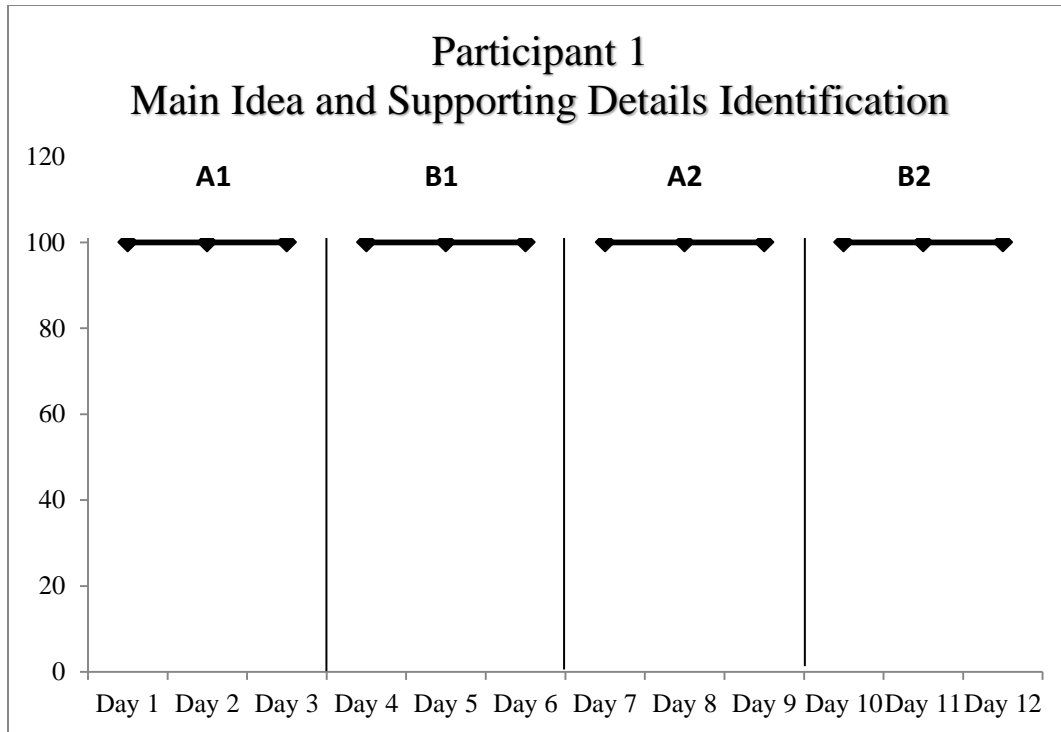 Participant 1
Main Idea and Supporting Details Identification
120
A1 B1 A2 B2
100
80
60
40
20
0
Day 1 Day 2 Day 3 Day 4 Day 5 Day 6 Day 7 Day 8 Day 9 Day 10 Day 11 Day 12